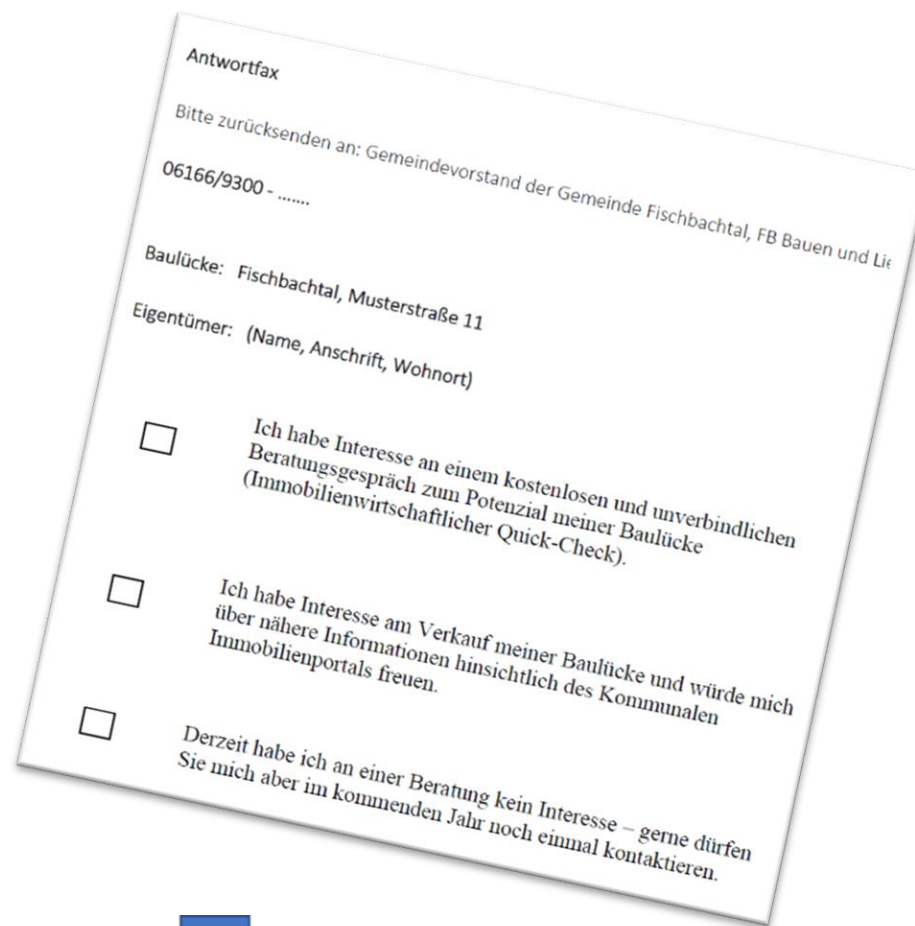 Antwortfax
Bitte zurücksenden an: Gemeindevorstand der Gemeinde Fischbachtal, FB Bauen und
06166/9300 - .......
Baulücke: Fischbachtal, Musterstraße 11
Eigentümer: (Name, Anschrift, Wohnort)
Ich habe Interesse an einem kostenlosen und unverbindlichen
Beratungsgespräch zum Potenzial meiner Baulücke
(Immobilienwirtschaftlicher Quick-Check).
Ich habe Interesse am Verkauf meiner Baulücke und würde mich
über nähere Informationen hinsichtlich des Kommunalen
Immobilienportals freuen.
Derzeit habe ich an einer Beratung kein Interesse – gerne dürfen
Sie mich aber im kommenden Jahr noch einmal kontaktieren.